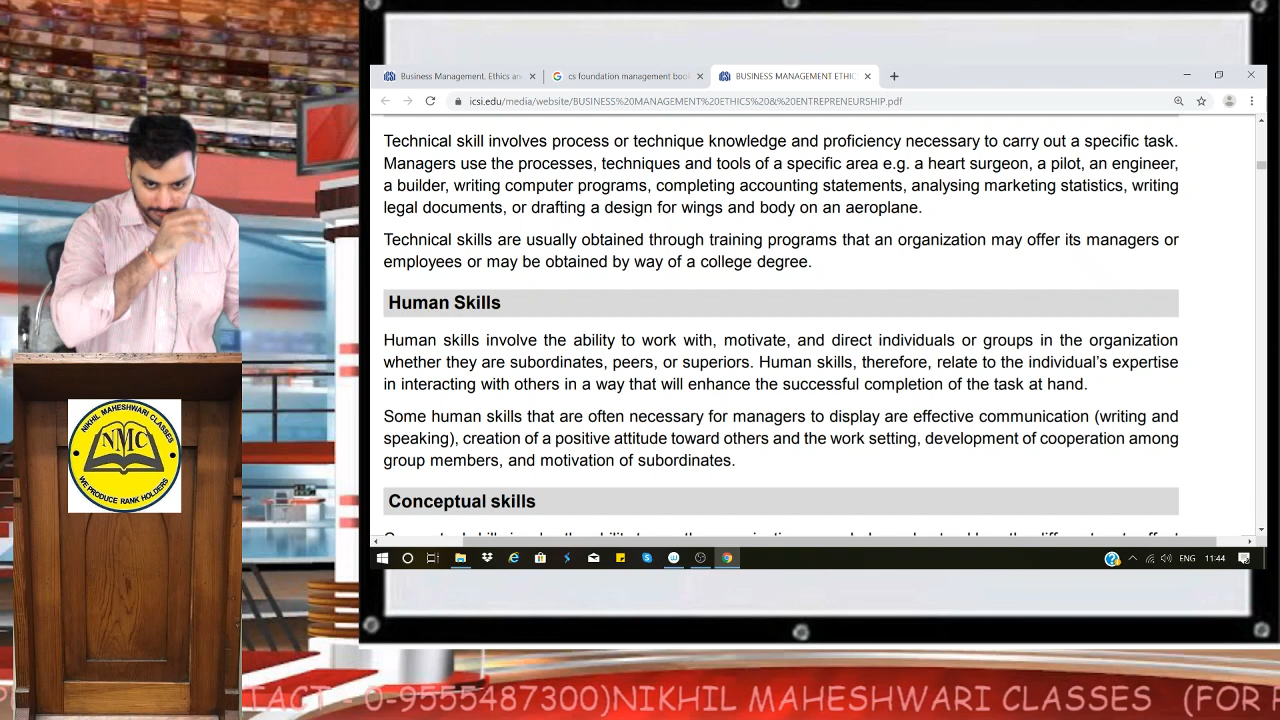 Business Management. Ethics an
cs foundation management boo
BUSINESS MANAGEMENT ETHIC
icsi.edu/media/website/BUSINESS%20MANAGEMENT%20ETHICS%20&%20ENTREPRENEURSHIP.pdf
Technical skill involves process or technique knowledge and proficiency necessary to carry out a specific task.
Managers use the processes, techniques and tools of a specific area e.g. a heart surgeon, a pilot, an engineer,
a builder, writing computer programs, completing accounting statements, analysing marketing statistics, writing
legal documents, or drafting a design for wings and body on an aeroplane.
Technical skills are usually obtained through training programs that an organization may offer its managers or
employees or may be obtained by way of a college degree.
Human Skills
Human skills involve the ability to work with, motivate, and direct individuals or groups in the organization
whether they are subordinates, peers, or superiors. Human skills, therefore, relate to the individual's expertise
in interacting with others in a way that will enhance the successful completion of the task at hand.
Some human skills that are often necessary for managers to display are effective communication (writing and
speaking), creation of a positive attitude toward others and the work setting, development of cooperation among
group members, and motivation of subordinates.
Conceptual skills
ENG 11:44
NIKHIL MAHESHWARI CLASSES
NMC
WE PRODUCE RANK HOLDERS
TACT - 0-9555487300)NIKHIL MAHESHWARI CLASSES (FOR